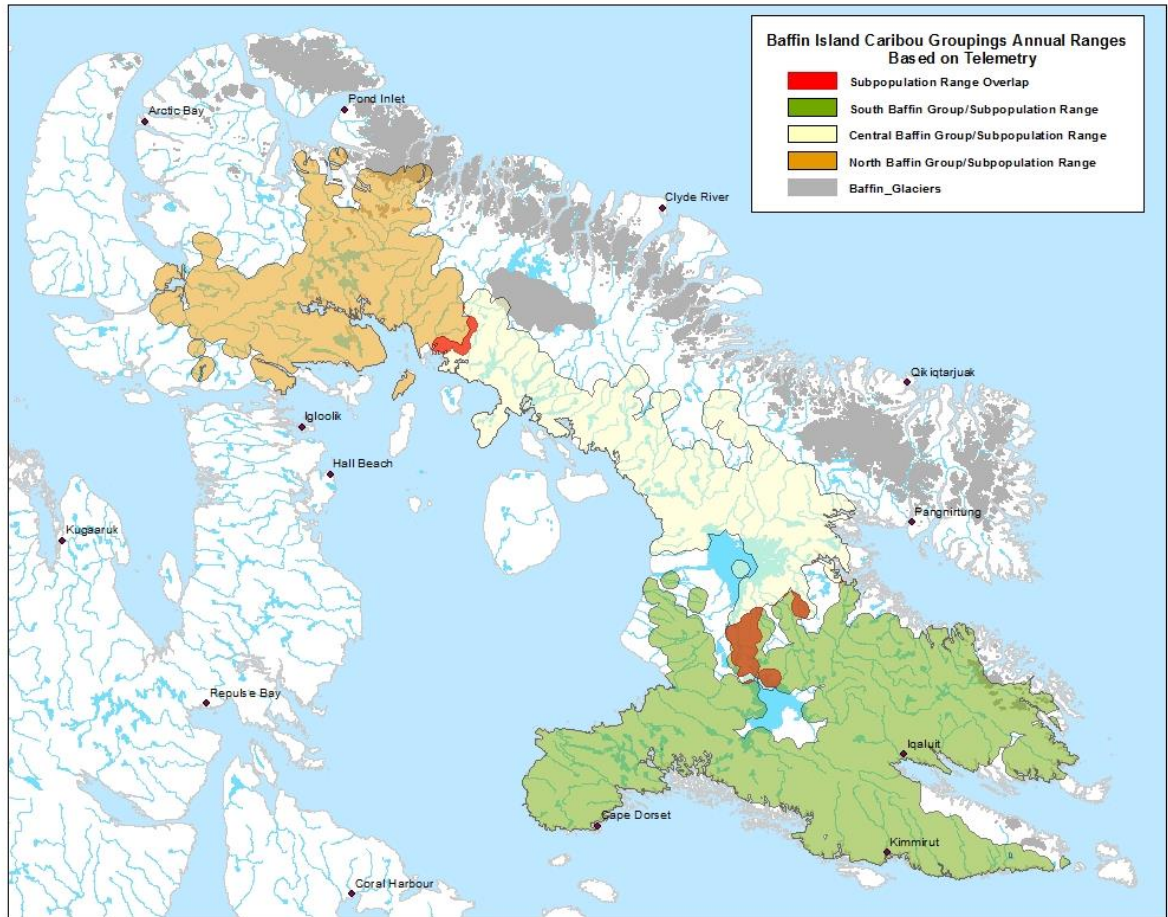 Baffin Island Caribou Groupings Annual Ranges
Based on Telemetry
Subpopulation Range Overlap
South Baffin Group/Subpopulation Range
Central Baffin Group/Subpopulation Range
North Baffin Group/Subpopulation Range
Baffin_Glaciers
Pond Inlet
Arctic Bay
Clyde River
Qikiqtarjuak
Igloolik
Hall Beach
Pangnirtung
Kugaaruk
Repulse Bay
Iqaluit
Cape Dorset
Kimmirut
Coral Harbour